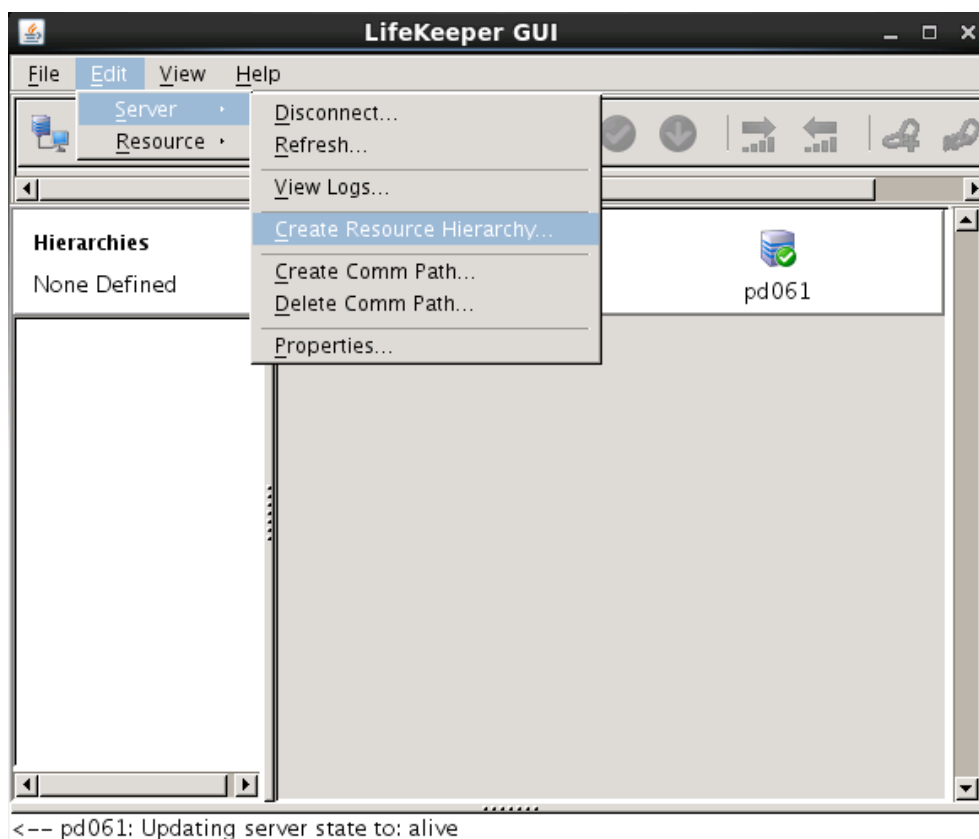 LifeKeeper GUI
File Edit View Help
Server
Resource
Disconnect...
Refresh...
View Logs...
Create Resource Hierarchy...
Create Comm Path...
Delete Comm Path...
Properties...
Hierarchies
None Defined
pd061
<-- pd061: Updating server state to: alive